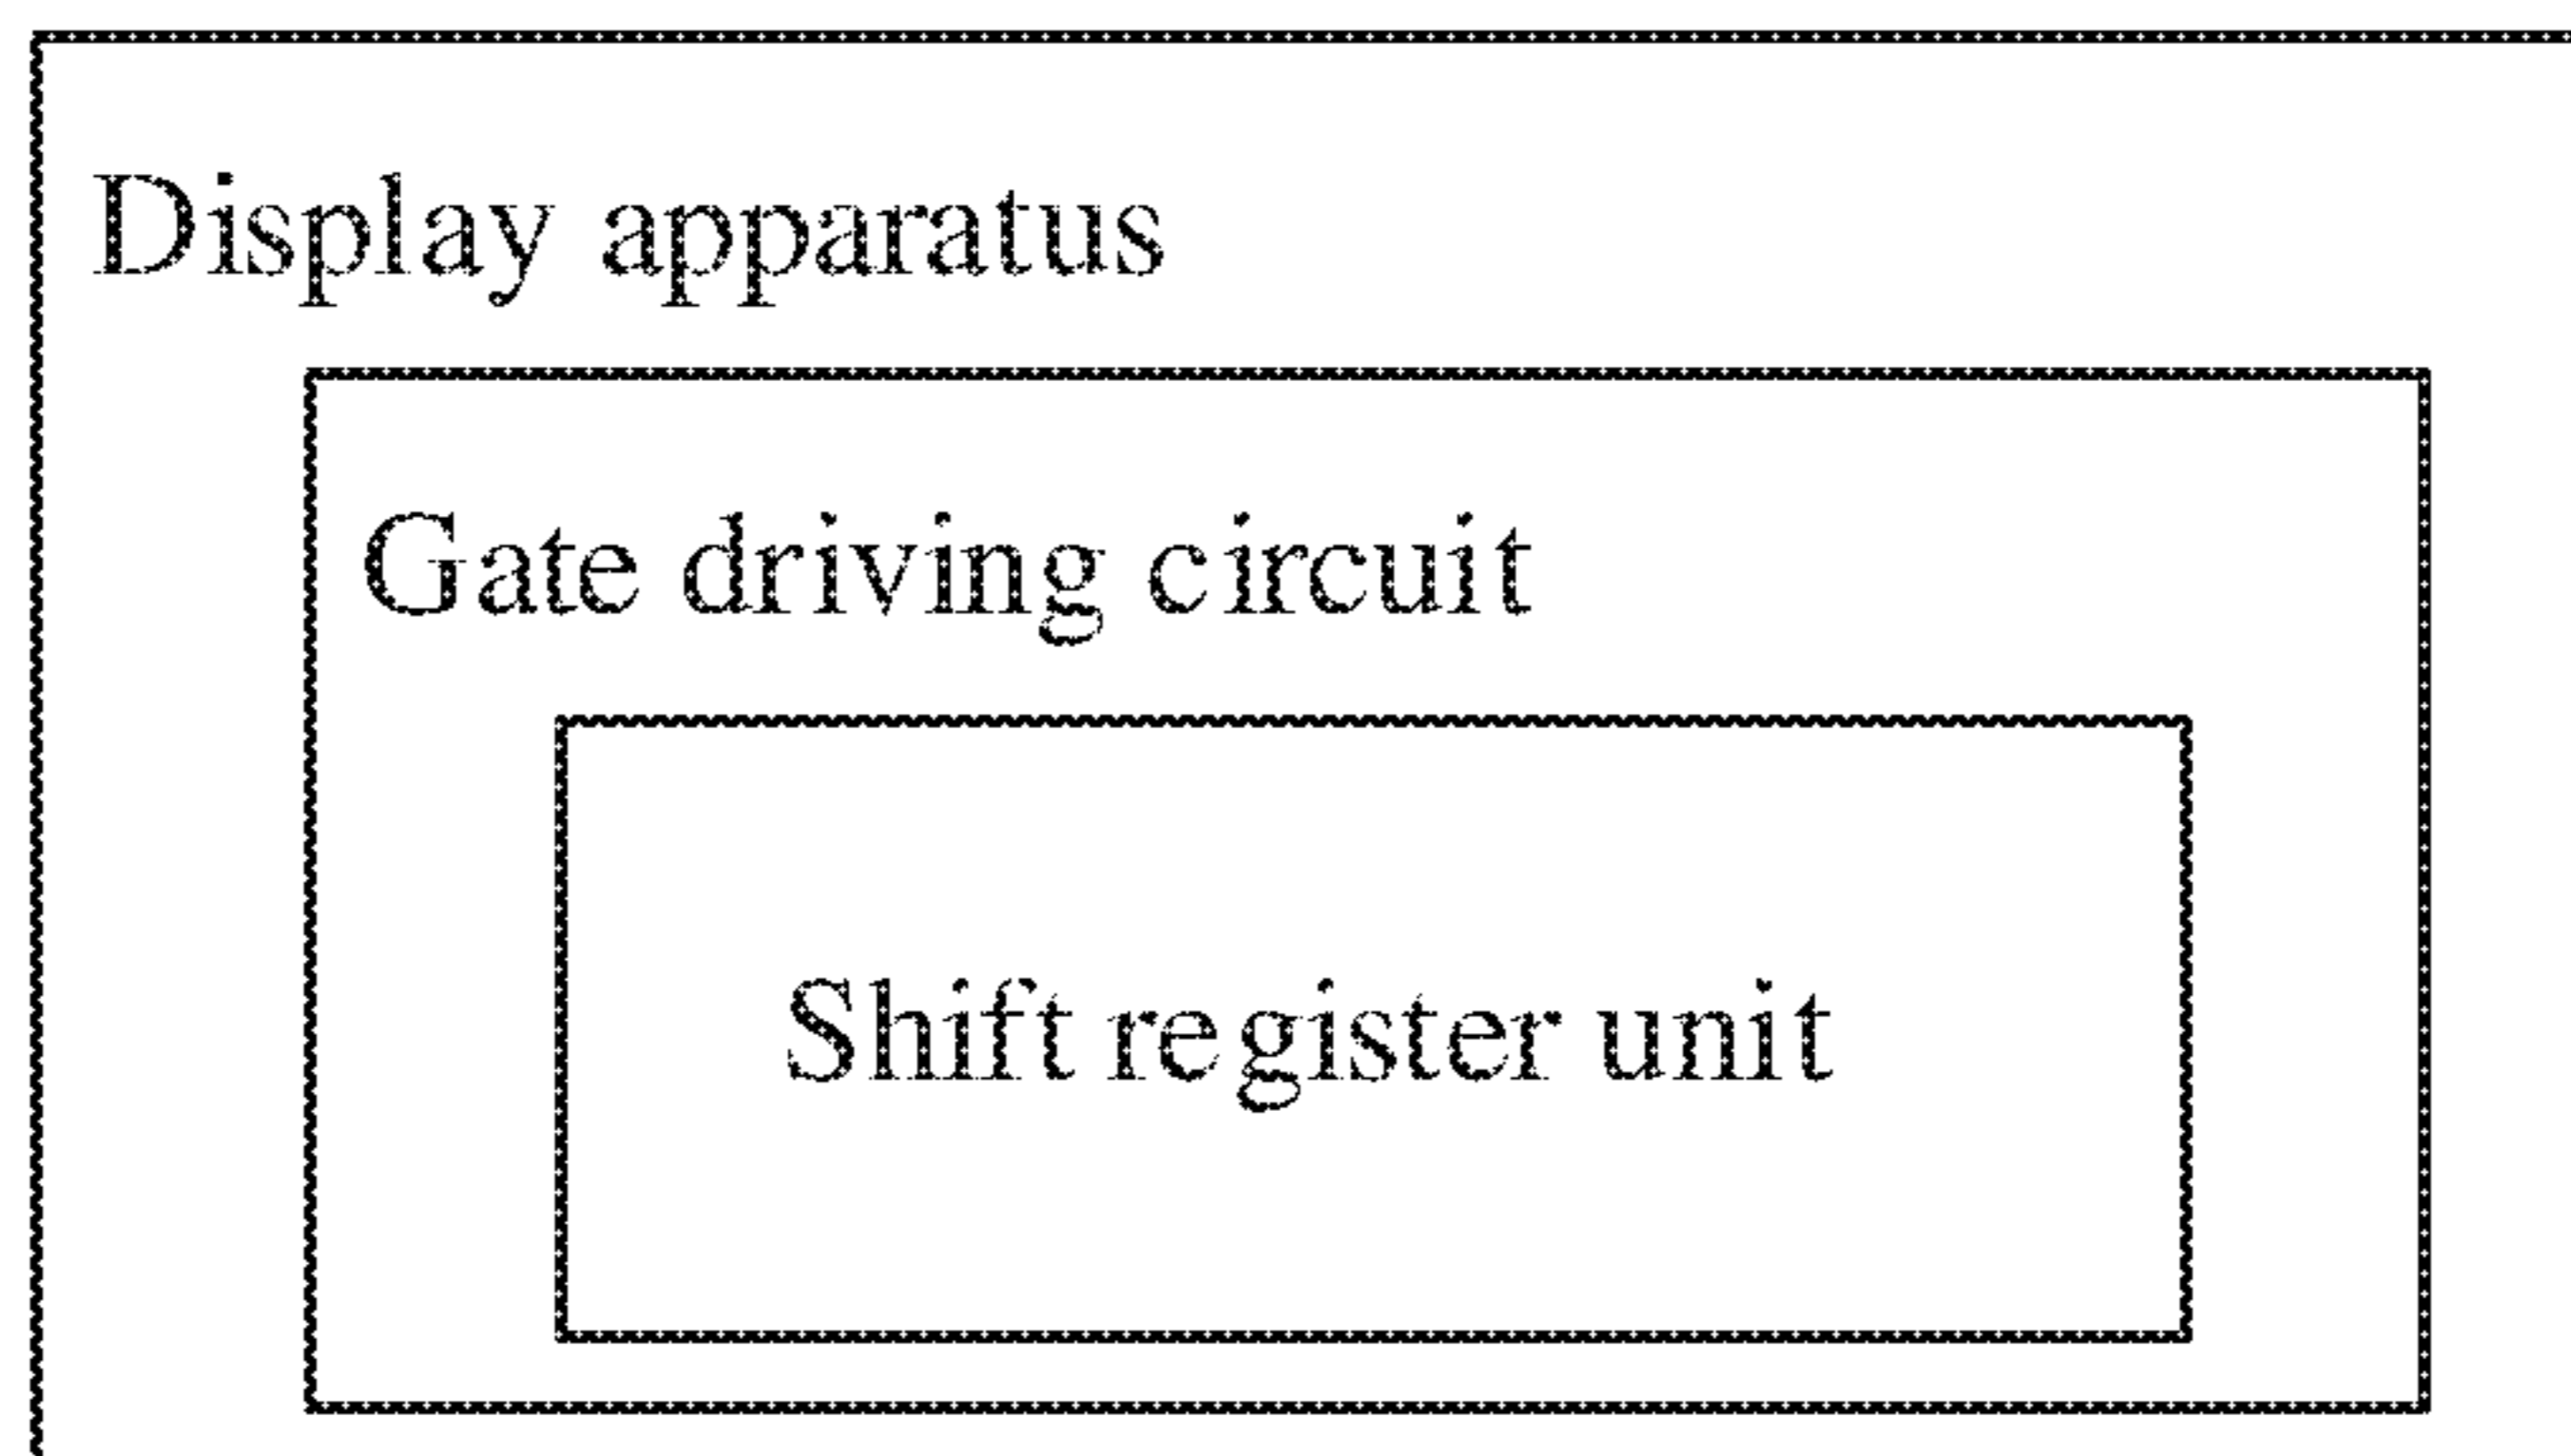 Display apparatus
Gate driving circuit
Shift register unit